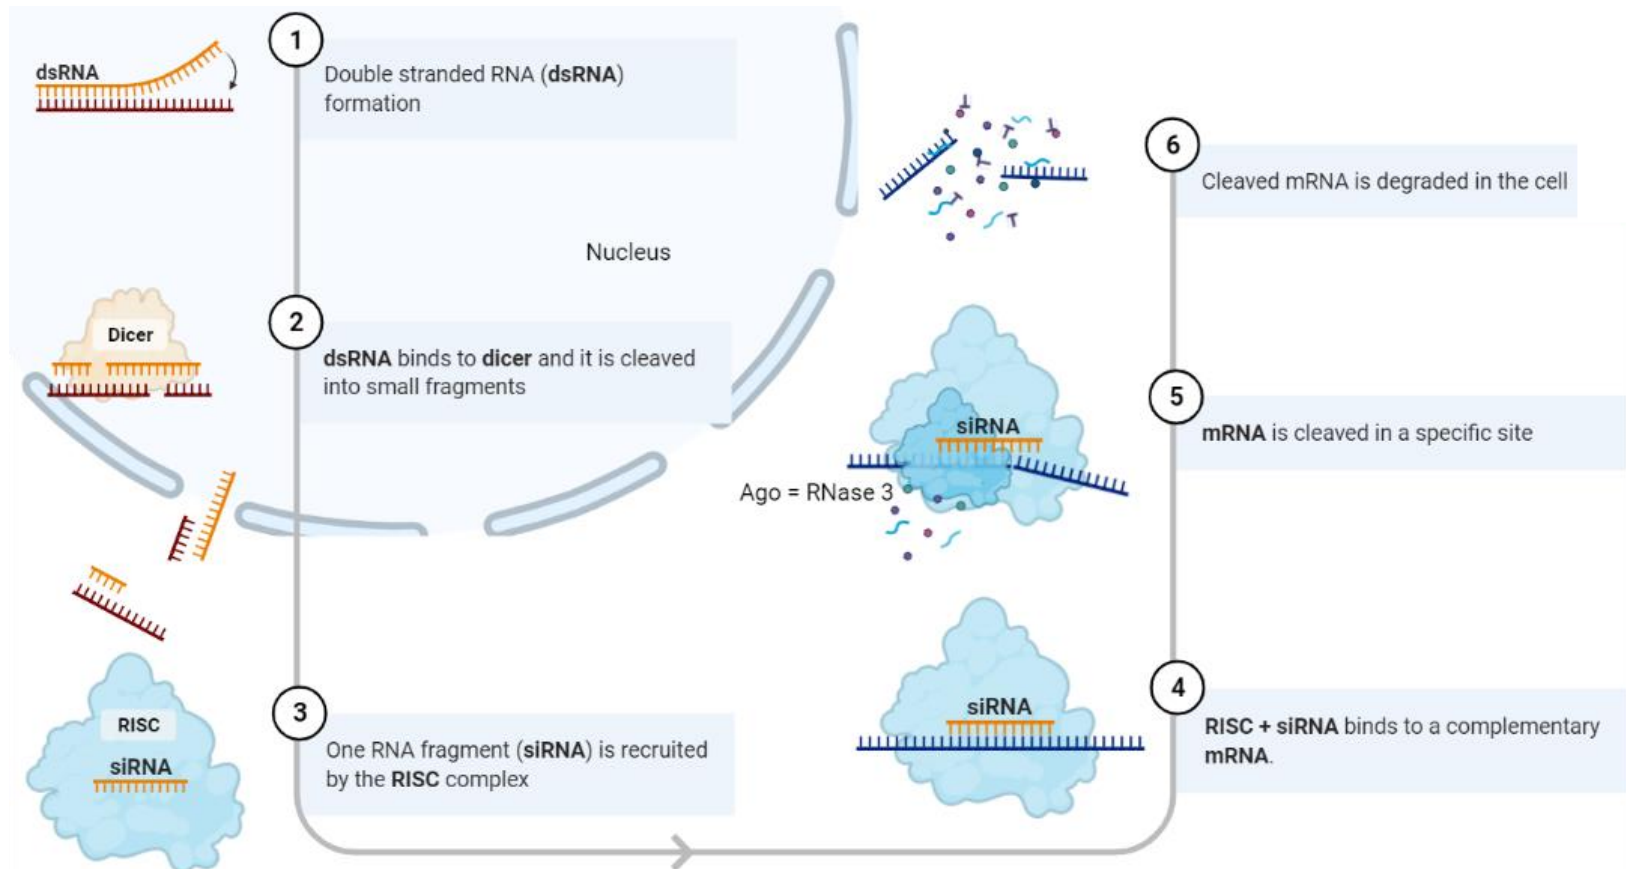 dsRNA
1
Double stranded RNA (dsRNA)
formation
Nucleus
Dicer
2
dsRNA binds to dicer and it is cleaved
into small fragments
RISC
siRNA
3
One RNA fragment (siRNA) is recruited
by the RISC complex
siRNA
4
RISC + siRNA binds to a complementary
mRNA.
siRNA
Ago = RNase 3
5
mRNA is cleaved in a specific site
6
Cleaved mRNA is degraded in the cell